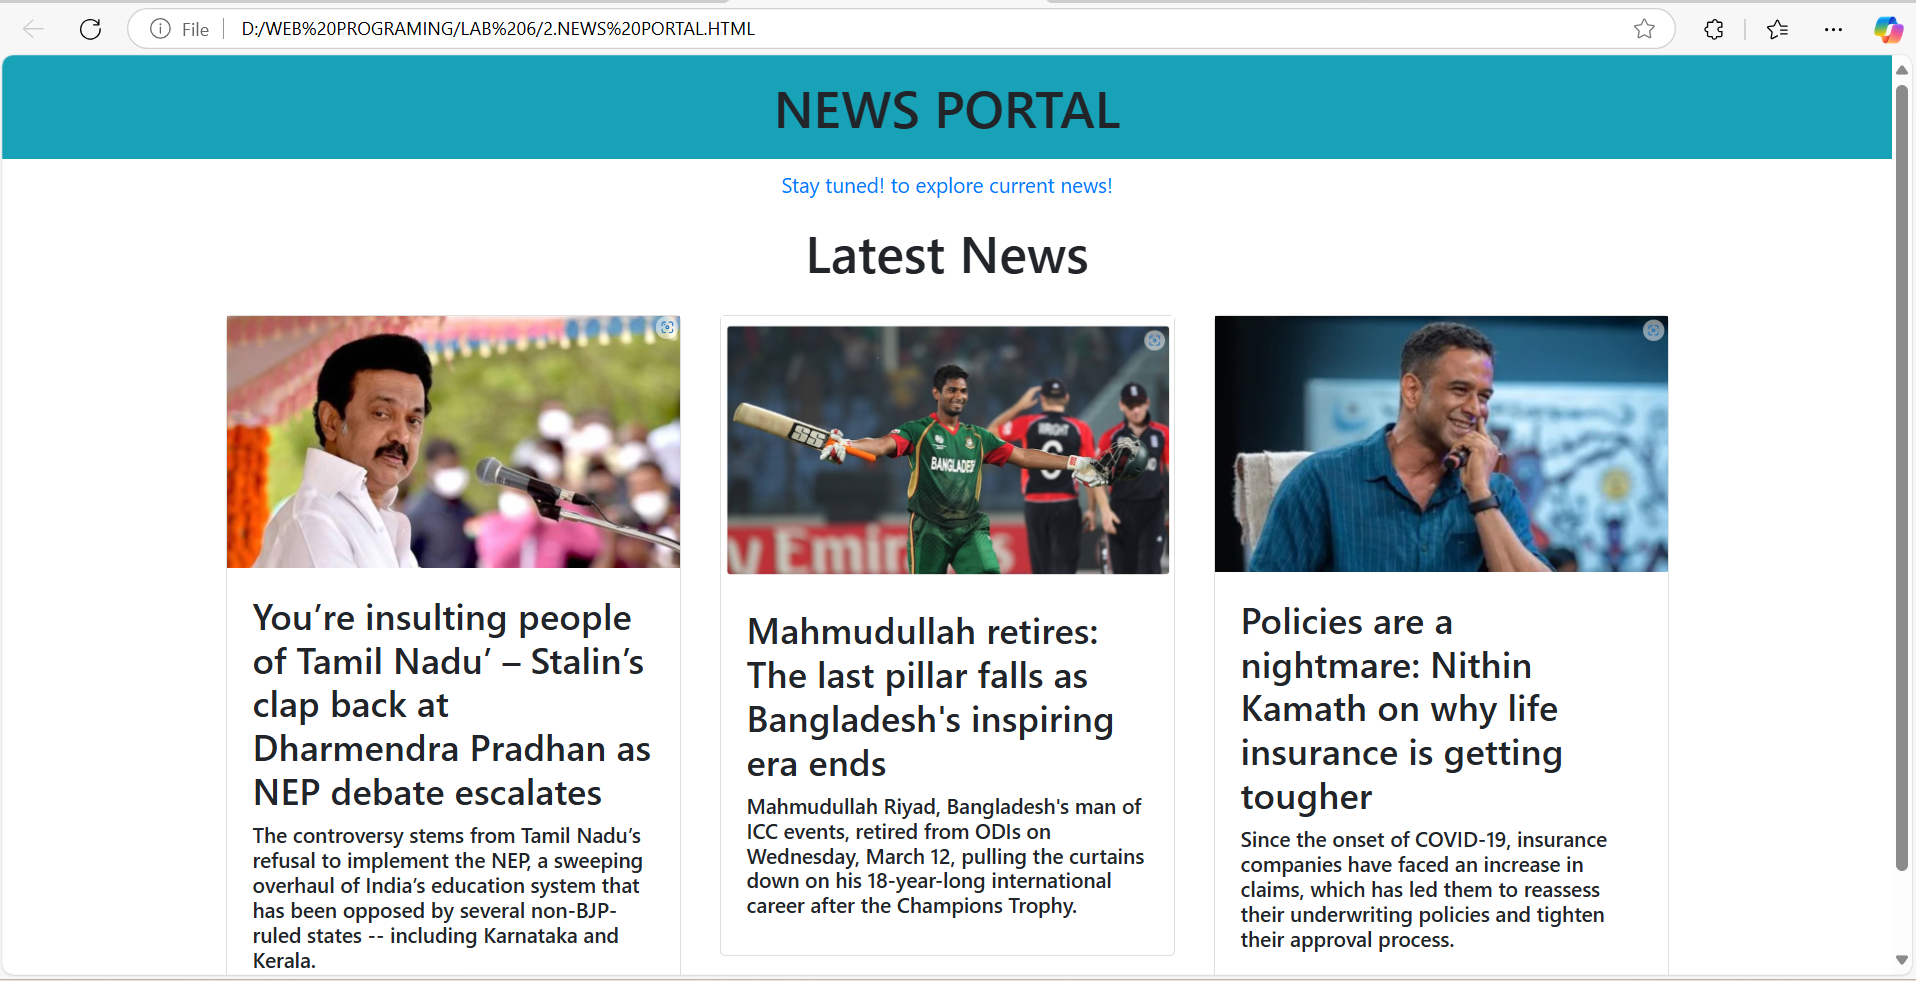 File
D:/WEB%20PROGRAMING/LAB%206/2.NEWS%20PORTAL.HTML
NEWS PORTAL
Stay tuned! to explore current news!
Latest News
WRIGHT
BANGLADESH
y Emir
You’re insulting people
of Tamil Nadu’ – Stalin’s
clap back at
Dharmendra Pradhan as
NEP debate escalates
The controversy stems from Tamil Nadu’s
refusal to implement the NEP, a sweeping
overhaul of India’s education system that
has been opposed by several non-BJP-
ruled states -- including Karnataka and
Kerala.
Mahmudullah retires:
The last pillar falls as
Bangladesh's inspiring
era ends
Mahmudullah Riyad, Bangladesh's man of
ICC events, retired from ODIs on
Wednesday, March 12, pulling the curtains
down on his 18-year-long international
career after the Champions Trophy.
Policies are a
nightmare: Nithin
Kamath on why life
insurance is getting
tougher
Since the onset of COVID-19, insurance
companies have faced an increase in
claims, which has led them to reassess
their underwriting policies and tighten
their approval process.